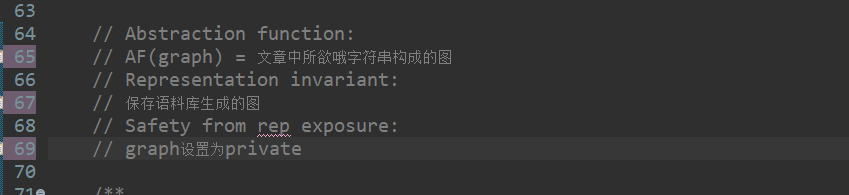 63
64 // Abstraction function:
65 // AF(graph) = 文章中所欲哦字符串构成的图
66 // Representation invariant:
67 // 保存语料库生成的图
68 // Safety from rep exposure:
69 // graph设置为private
70
71 /**